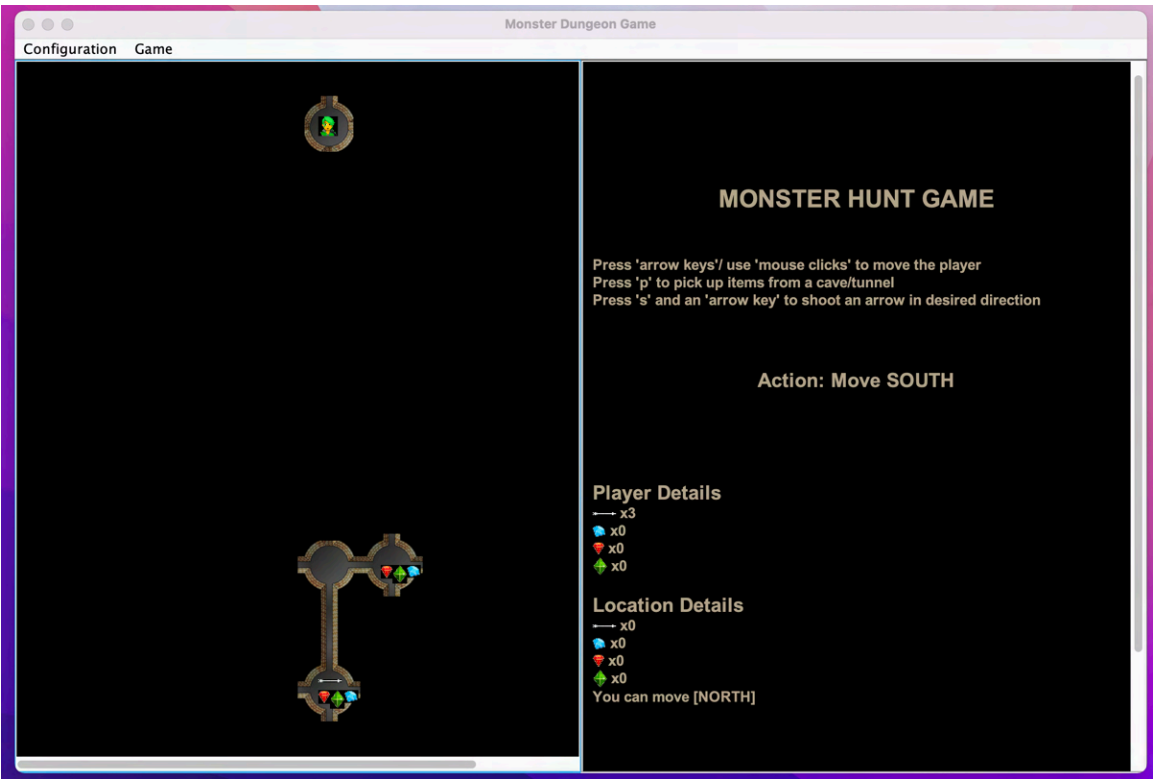 Monster Dungeon Game
Configuration Game
MONSTER HUNT GAME
Press 'arrow keys'/ use 'mouse clicks' to move the player
Press 'p' to pick up items from a cave/tunnel
Press 's' and an 'arrow key' to shoot an arrow in desired direction
Action: Move SOUTH
Player Details
x3
x0
x0
x0
Location Details
x0
x0
x0
x0
You can move [NORTH]